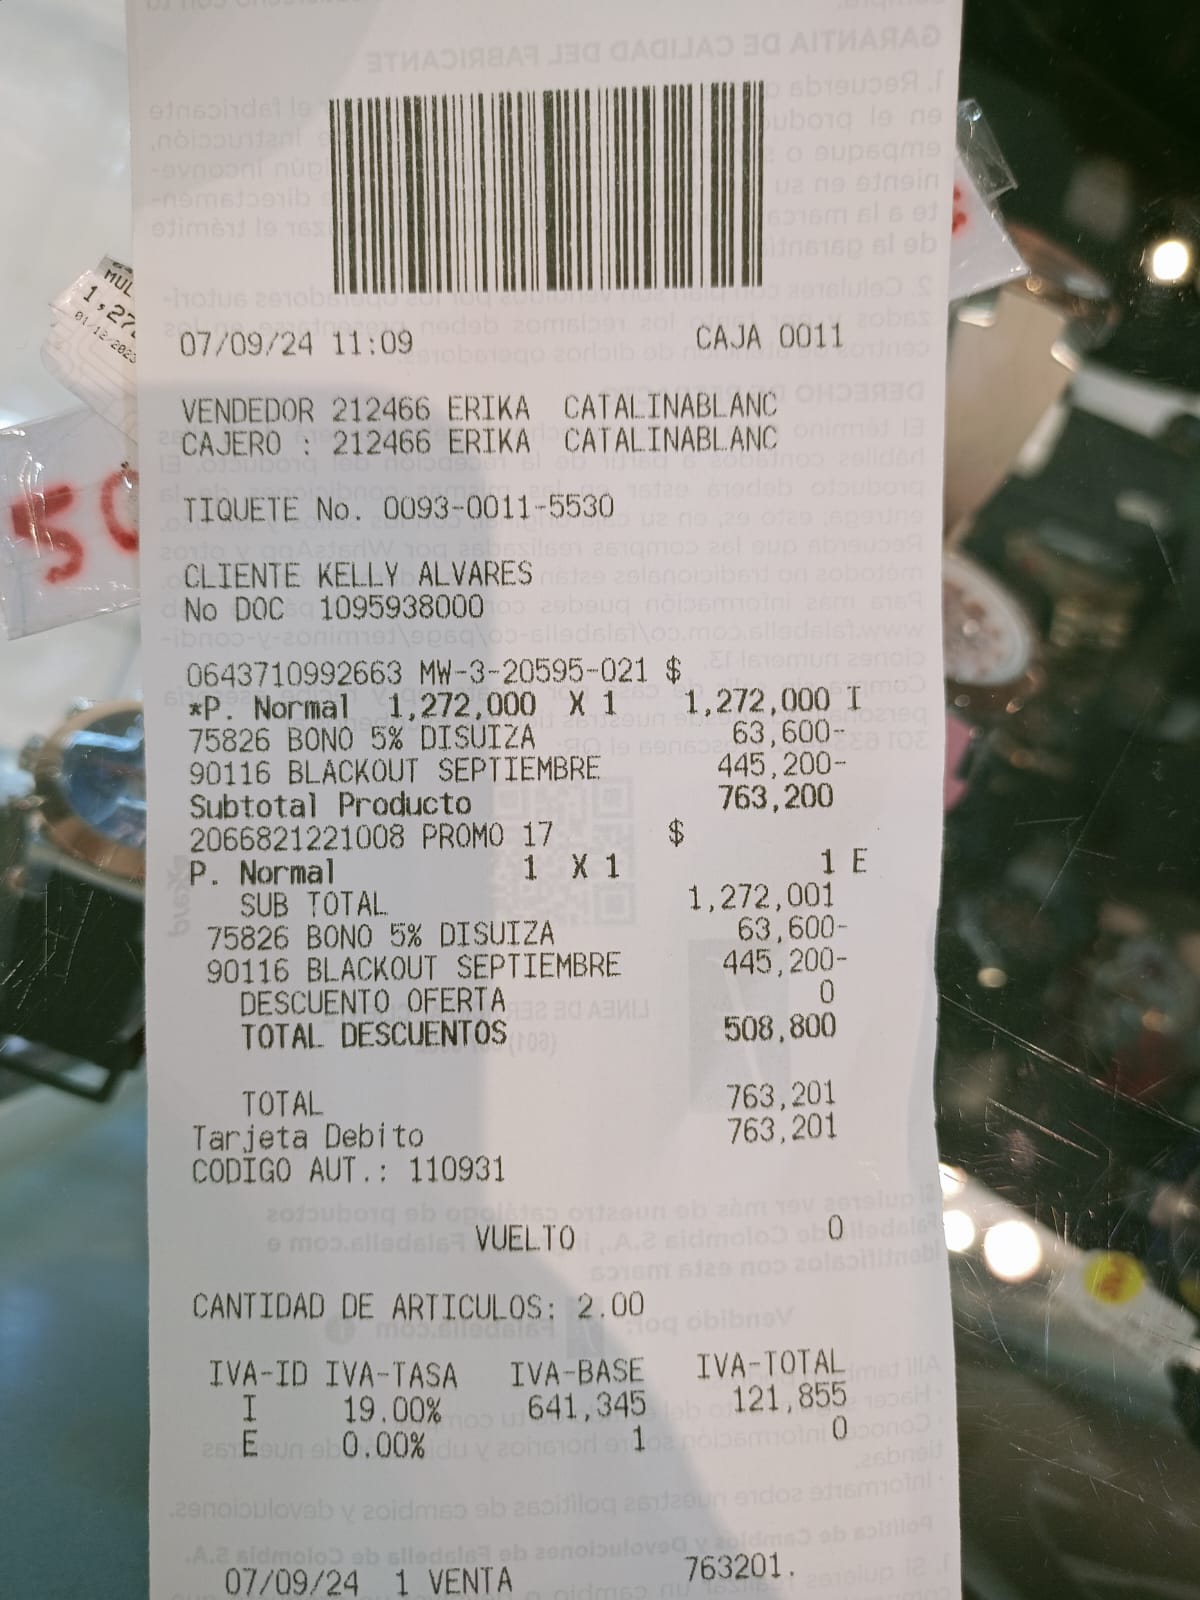 07/09/24 11:09 CAJA 0011
VENDEDOR 212466 ERIKA CATALINABLANC
CAJERO : 212466 ERIKA CATALINABLANC
TIQUETE No. 0093-0011-5530
CLIENTE KELLY ALVARES
No DOC 1095938000
0643710992663 MW-3-20595-021 $
*P. Normal 1,272,000 X 1 1,272,000 I
75826 BONO 5% DISUIZA 63,600-
90116 BLACKOUT SEPTIEMBRE 445,200-
Subtotal Producto 763,200
2066821221008 PROMO 17 $
P. Normal 1 X 1 1 E
SUB TOTAL 1,272,001
75826 BONO 5% DISUIZA 63,600-
90116 BLACKOUT SEPTIEMBRE 445,200-
DESCUENTO OFERTA 0
TOTAL DESCUENTOS 508,800
TOTAL 763,201
Tarjeta Debito 763,201
CODIGO AUT.: 110931
VUELTO 0
CANTIDAD DE ARTICULOS: 2.00
IVA-ID IVA-TASA IVA-BASE IVA-TOTAL
I 19.00% 641,345 121,855
E 0.00% 1 0
07/09/24 1 VENTA 763201.